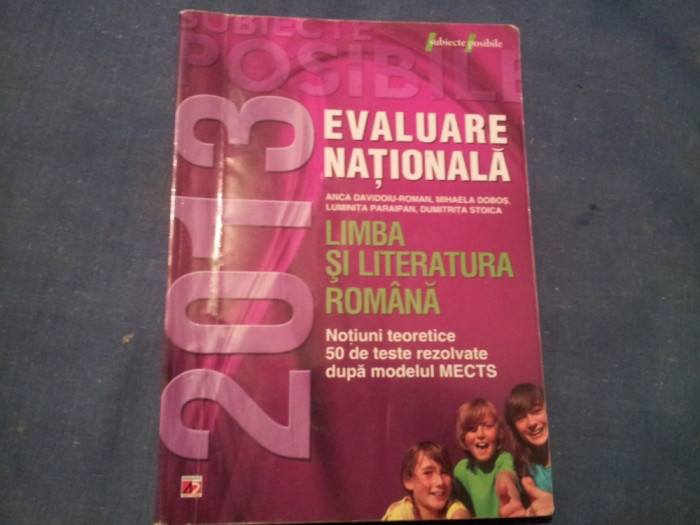 SUBIECTE
POSIBILE
subiecte posibile
2013
EVALUARE
NAȚIONALĂ
ANCA DAVIDOIU-ROMAN, MIHAELA DOBOȘ,
LUMINIȚA PARAIPAN, DUMITRIȚA STOICA
LIMBA
ȘI LITERATURA
ROMÂNĂ
Noțiuni teoretice
50 de teste rezolvate
după modelul MECTS